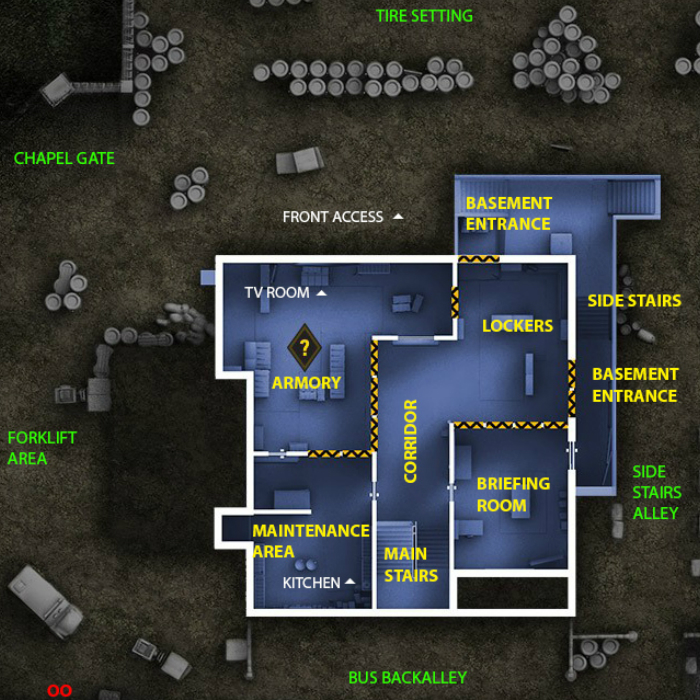 TIRE SETTING
CHAPEL GATE
FRONT ACCESS
BASEMENT
ENTRANCE
TV ROOM
SIDE STAIRS
LOCKERS
?
ARMORY
BASEMENT
ENTRANCE
CORRIDOR
FORKLIFT
AREA
BRIEFING
ROOM
SIDE
STAIRS
ALLEY
MAINTENANCE
AREA
MAIN
STAIRS
KITCHEN
BUS BACKALLEY
OO